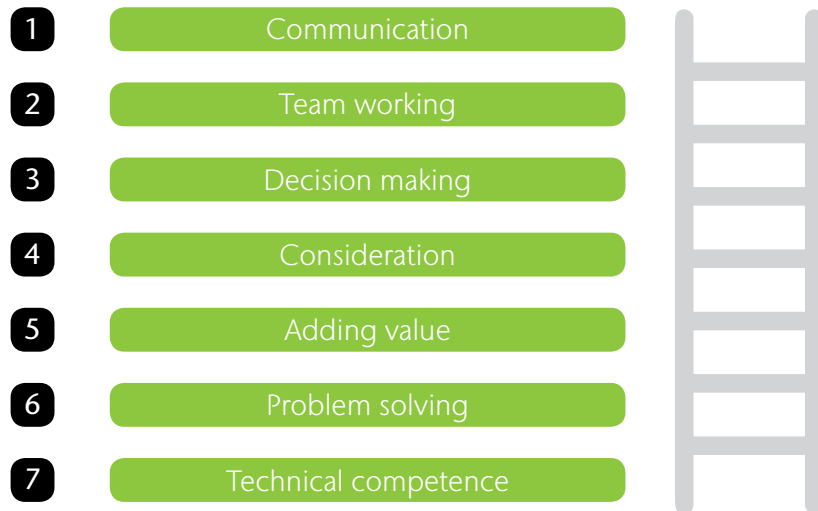 1 Communication
2 Team working
3 Decision making
4 Consideration
5 Adding value
6 Problem solving
7 Technical competence